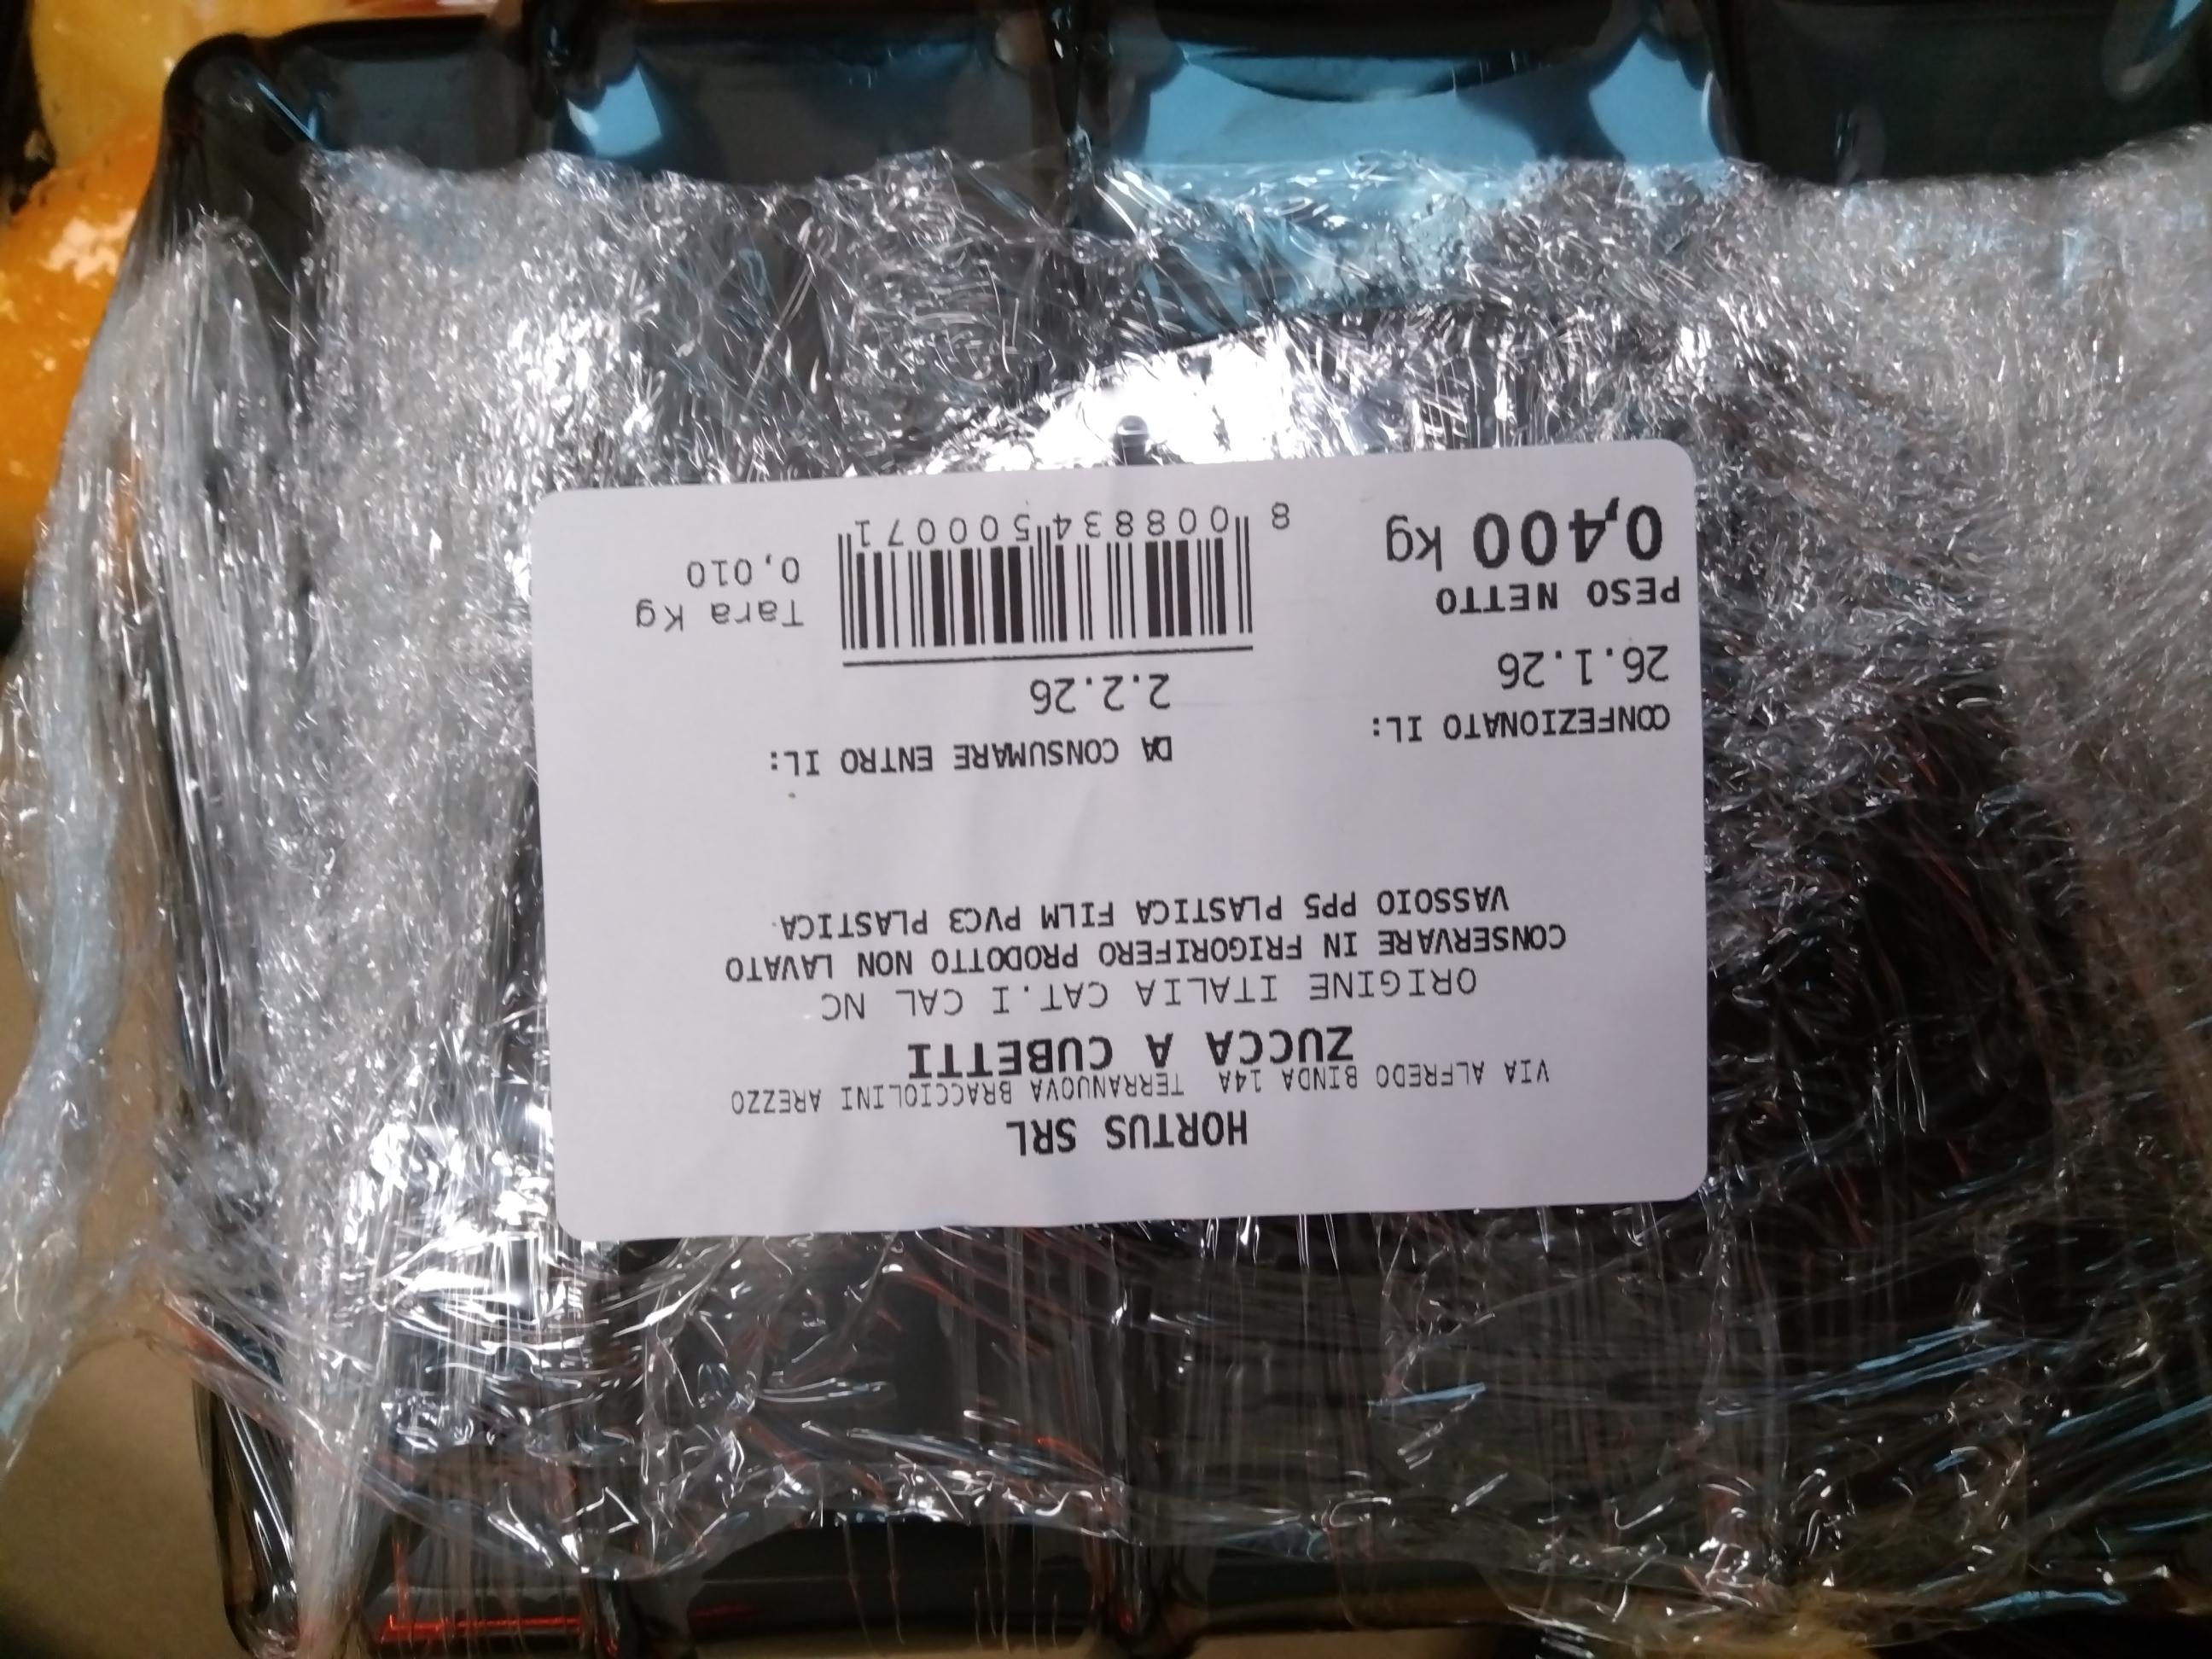 HORTUS SRL
VIA ALFREDO BINDA 14A TERRANUOVA BRACCIOLINI AREZZO
ZUCCA A CUBETTI
ORIGINE ITALIA CAT.I CAL NC
CONSERVARE IN FRIGORIFERO PRODOTTO NON LAVATO
VASSOIO PP5 PLASTICA FILM PVC3 PLASTICA
CONFEZIONATO IL: DA CONSUMARE ENTRO IL:
26.1.26 2.2.26
PESO NETTO Tara Kg
0,400 kg 0,010
8 008834 500071